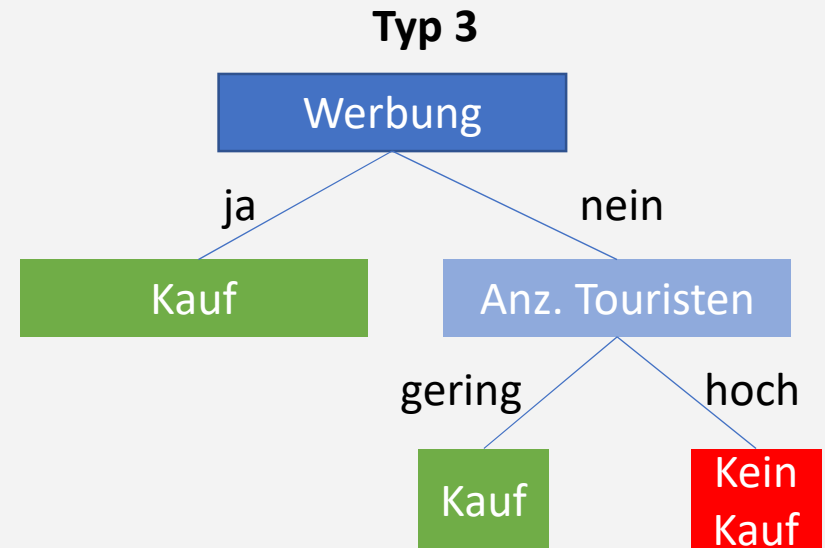 Typ 3
Werbung
ja
nein
Kauf
Anz. Touristen
gering
hoch
Kauf
Kein
Kauf